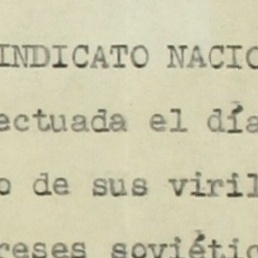 INDICATO NACIO
ectuada el día
o de sus viril
reses soviétic